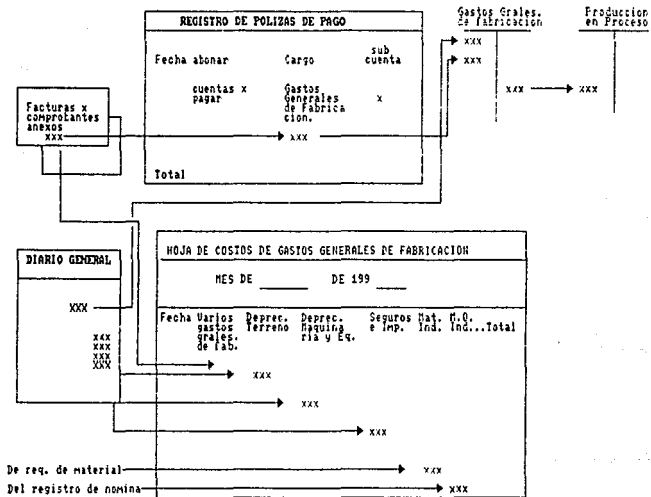 REGISTRO DE POLIZAS DE PAGO
Fecha abonar Cargo sub cuenta
cuentas x pagar
Gastos Generales de Fabrica cion.
x
xxx
Total
Gastos Grales. de fabricacion
xxx
xxx
xxx
Produccion en Proceso
xxx
Facturas x
comprobantes
anexos
xxx
DIARIO GENERAL
xxx
xxx
xxx
xxx
xxx
HOJA DE COSTOS DE GASTOS GENERALES DE FABRICACION
MES DE ______ DE 199 ____
Fecha Varios Deprec. Deprec. Seguros Mat. M.O.
gastos Terreno Maquina e Imp. Ind. Ind...Total
grales. ria y Eq.
de fab.
xxx
xxx
xxx
De req. de material xxx
Del registro de nomina xxx